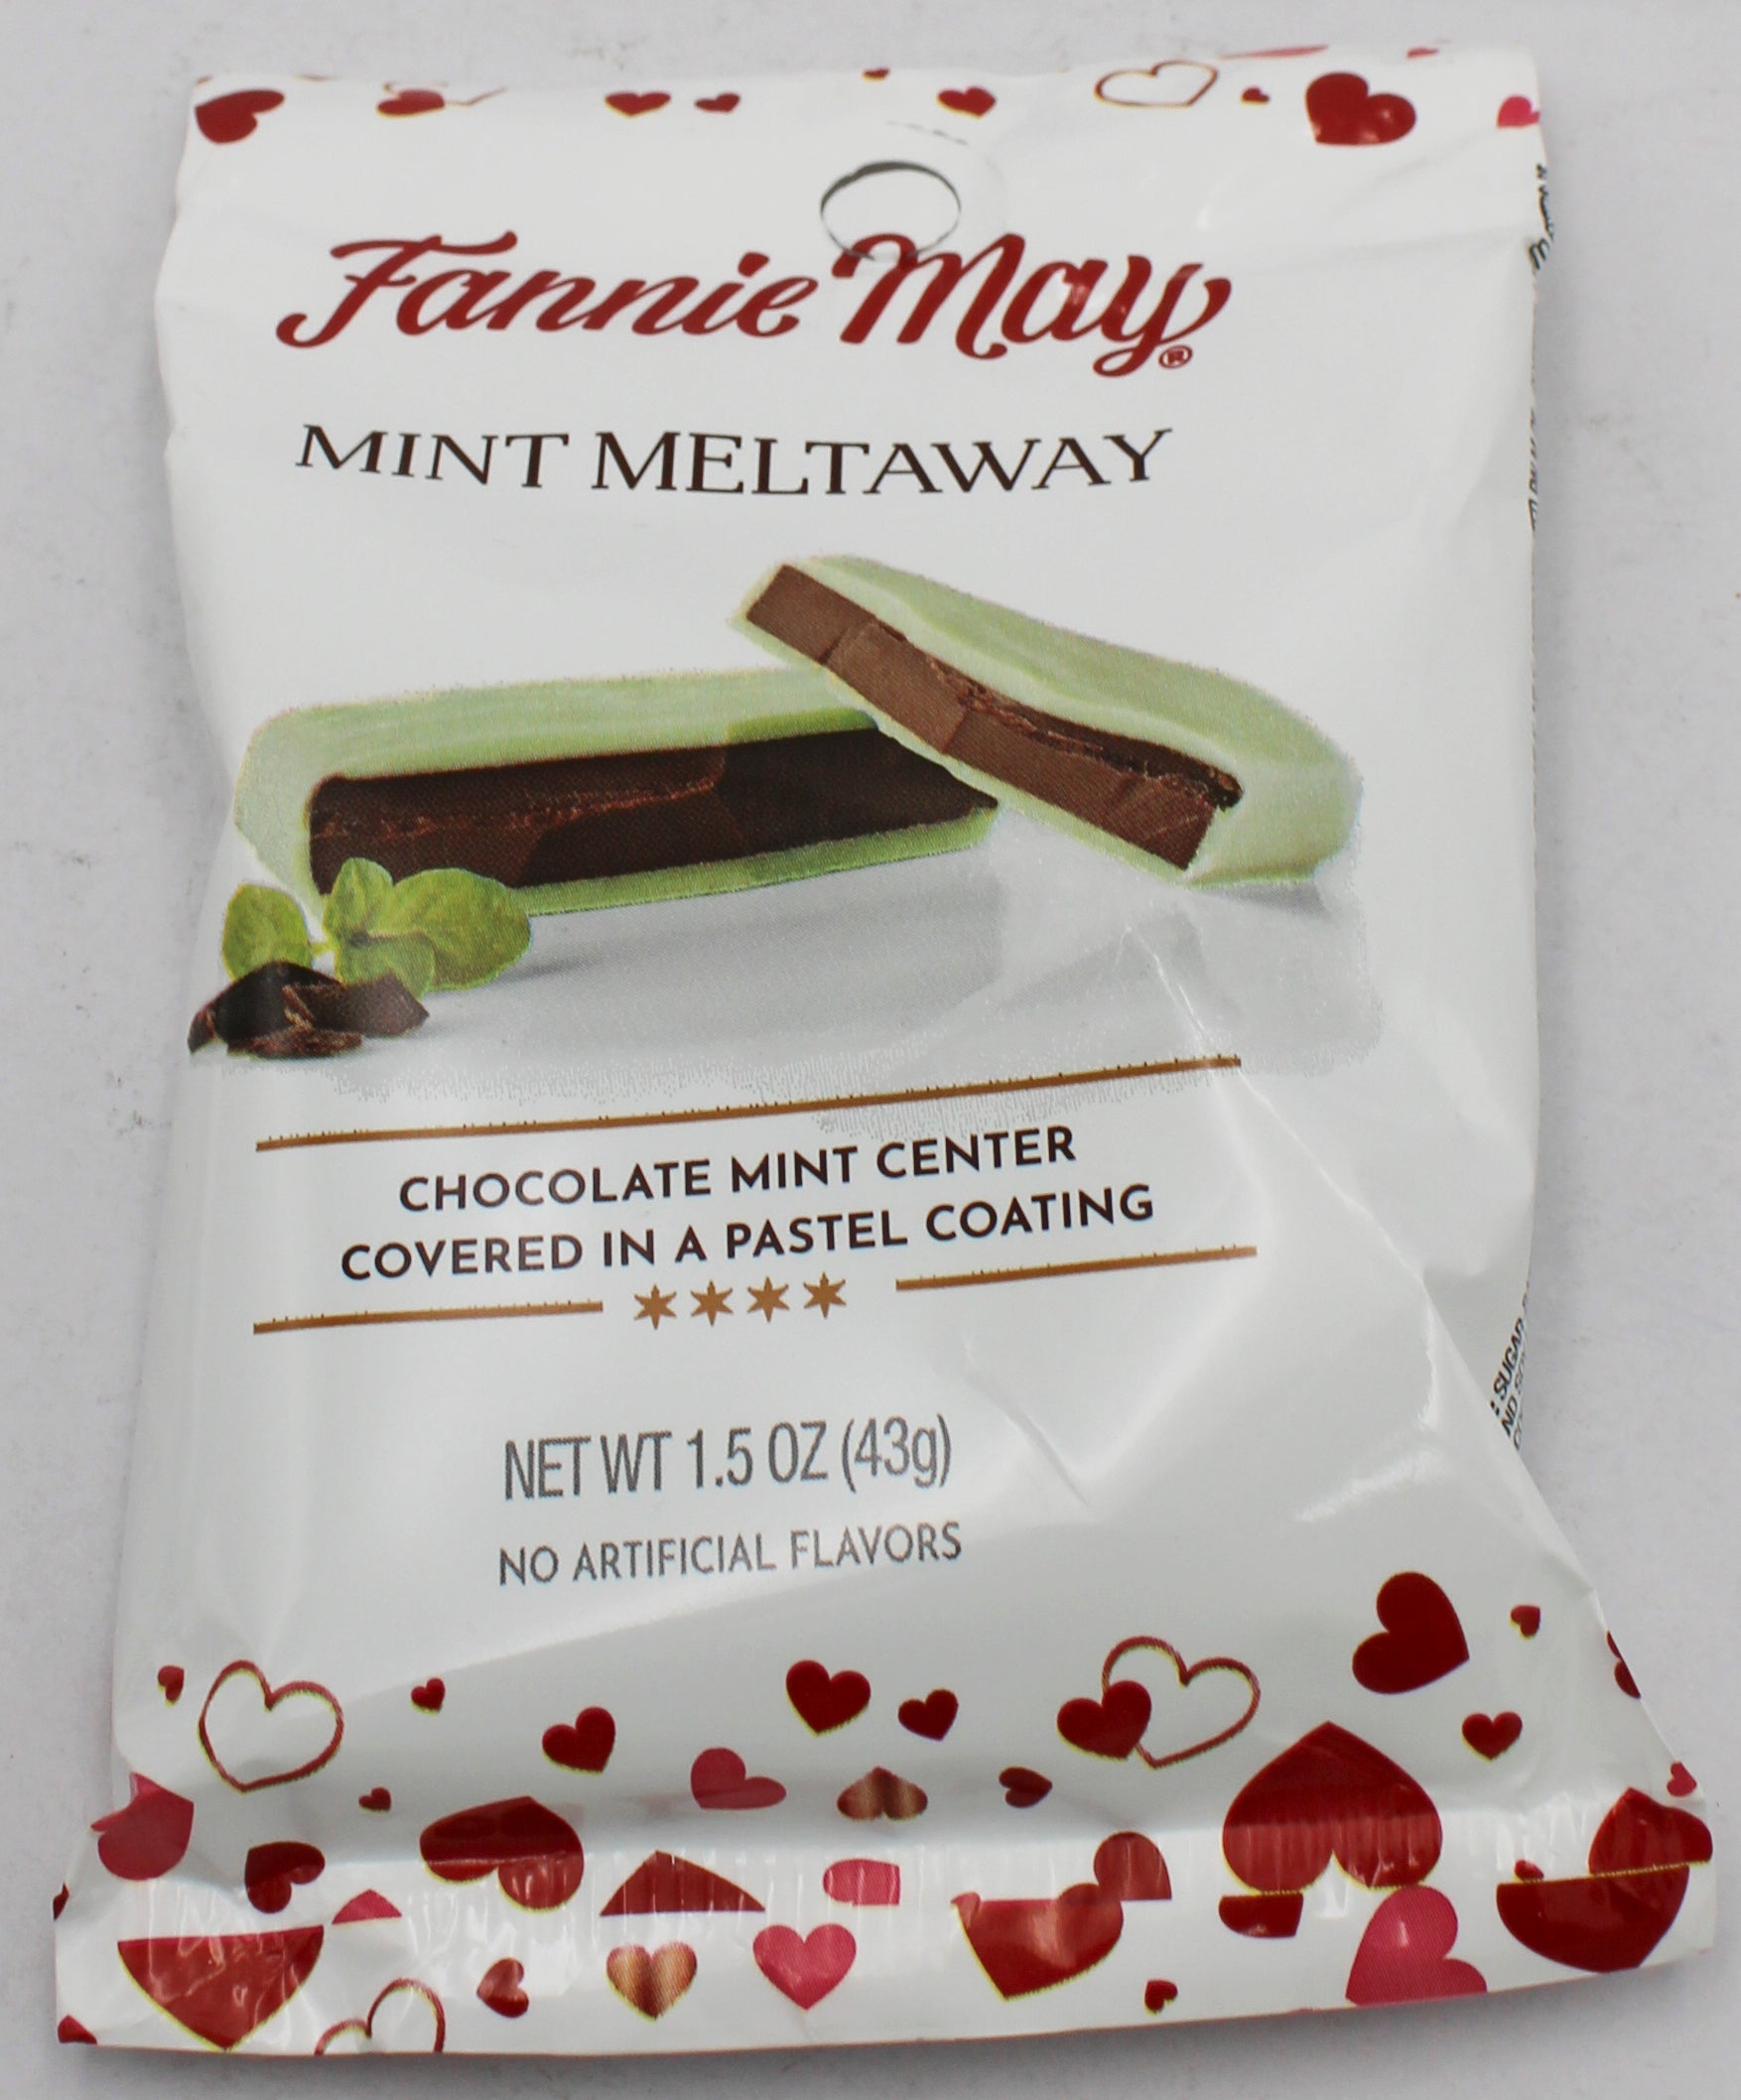 Fannie May®
MINT MELTAWAY
CHOCOLATE MINT CENTER
COVERED IN A PASTEL COATING
NET WT 1.5 OZ (43g)
NO ARTIFICIAL FLAVORS
: SUGAR